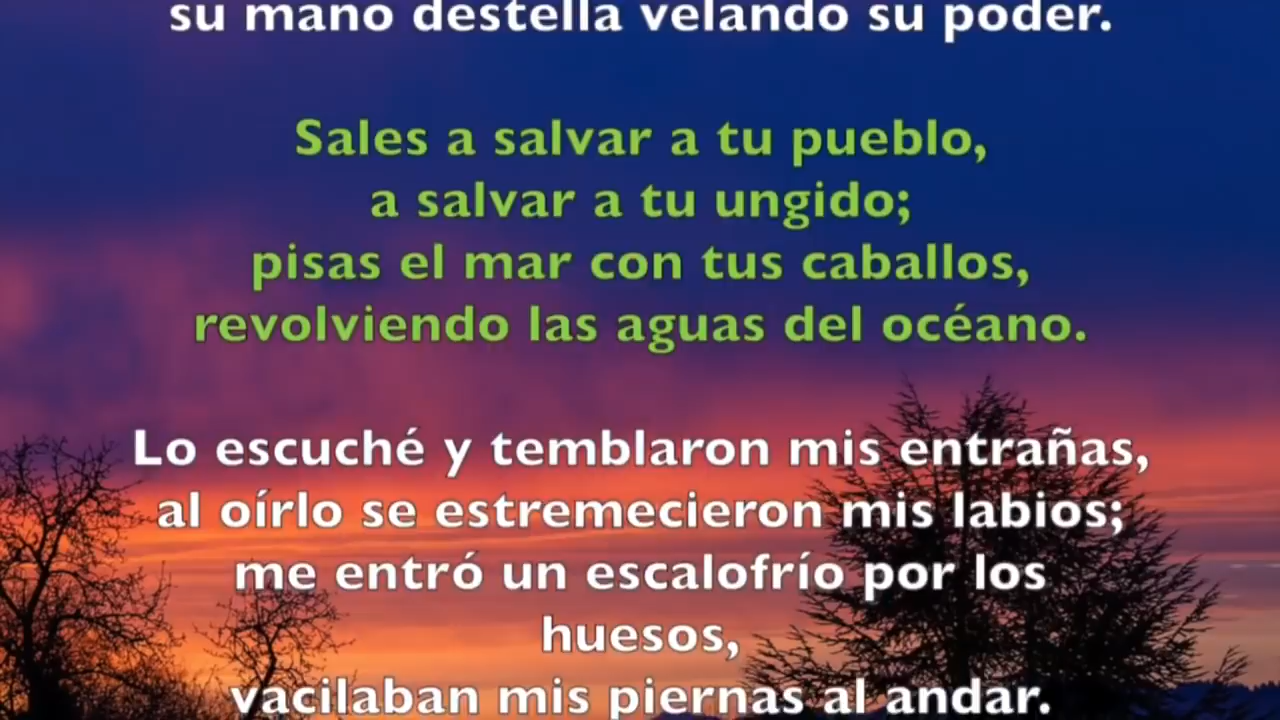 su mano destella velando su poder.
Sales a salvar a tu pueblo,
a salvar a tu ungido;
pisas el mar con tus caballos,
revolviendo las aguas del océano.
Lo escuché y temblaron mis entrañas,
al oírlo se estremecieron mis labios;
me entró un escalofrío por los
huesos,
vacilaban mis piernas al andar.